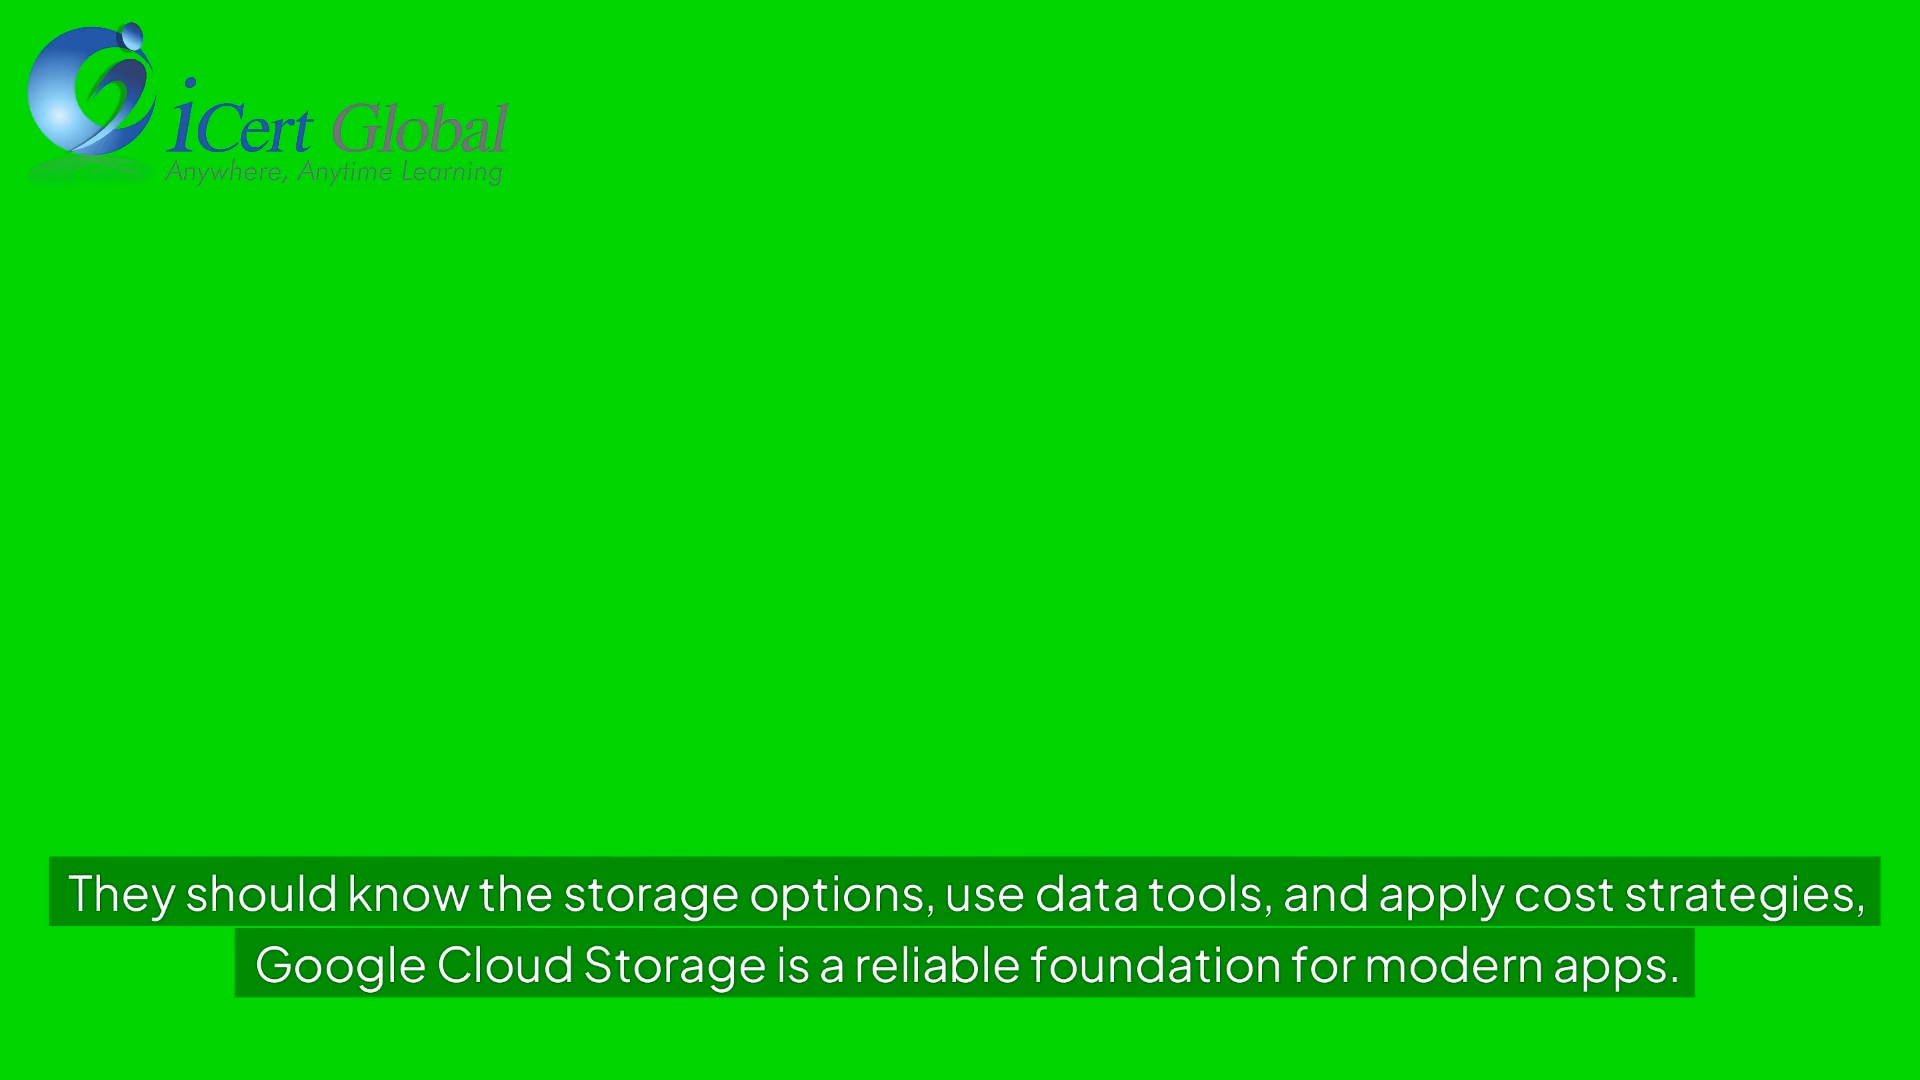 iCert Global
Anywhere, Anytime Learning
They should know the storage options, use data tools, and apply cost strategies,
Google Cloud Storage is a reliable foundation for modern apps.